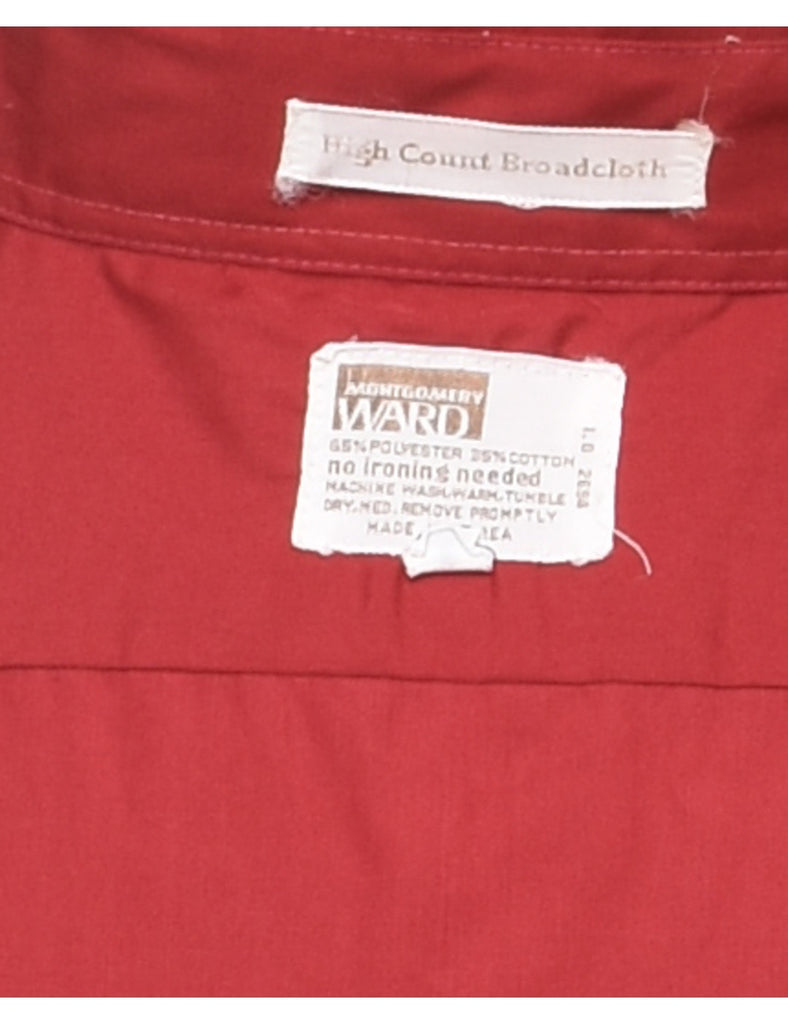 High Count Broadcloth
MONTGOMERY
WARD
65% POLYESTER 35% COTTON
no ironing needed
MACHINE WASH, WARM, TUMBLE
DRY, MED. REMOVE PROMPTLY
MADE